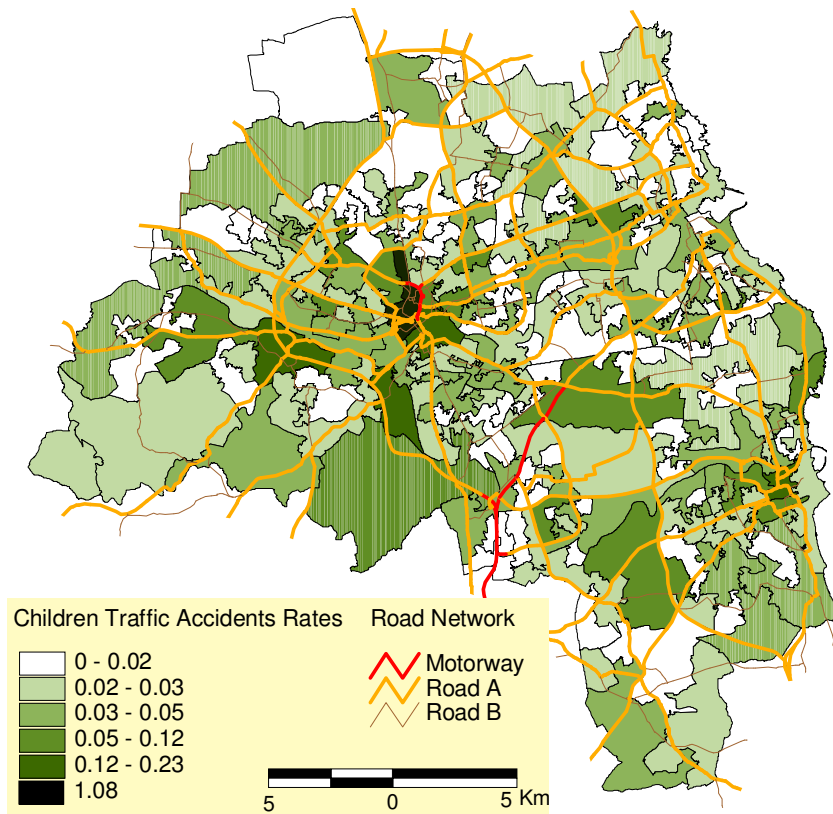 Children Traffic Accidents Rates
0 - 0.02
0.02 - 0.03
0.03 - 0.05
0.05 - 0.12
0.12 - 0.23
1.08
Road Network
Motorway
Road A
Road B
5 0 5 Km